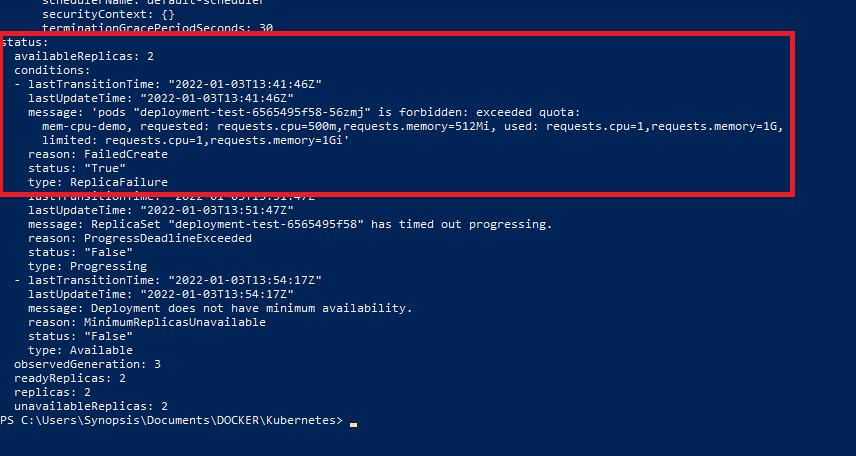 schedulerName: default-scheduler
securityContext: {}
terminationGracePeriodSeconds: 30
status:
availableReplicas: 2
conditions:
- lastTransitionTime: "2022-01-03T13:41:46Z"
lastUpdateTime: "2022-01-03T13:41:46Z"
message: 'pods "deployment-test-6565495f58-56zmj" is forbidden: exceeded quota:
mem-cpu-demo, requested: requests.cpu=500m,requests.memory=512Mi, used: requests.cpu=1,requests.memory=1G,
limited: requests.cpu=1,requests.memory=1Gi'
reason: FailedCreate
status: "True"
type: ReplicaFailure
- lastTransitionTime: "2022-01-03T13:51:47Z"
lastUpdateTime: "2022-01-03T13:51:47Z"
message: ReplicaSet "deployment-test-6565495f58" has timed out progressing.
reason: ProgressDeadlineExceeded
status: "False"
type: Progressing
- lastTransitionTime: "2022-01-03T13:54:17Z"
lastUpdateTime: "2022-01-03T13:54:17Z"
message: Deployment does not have minimum availability.
reason: MinimumReplicasUnavailable
status: "False"
type: Available
observedGeneration: 3
readyReplicas: 2
replicas: 2
unavailableReplicas: 2
PS C:\Users\Synopsis\Documents\DOCKER\Kubernetes>